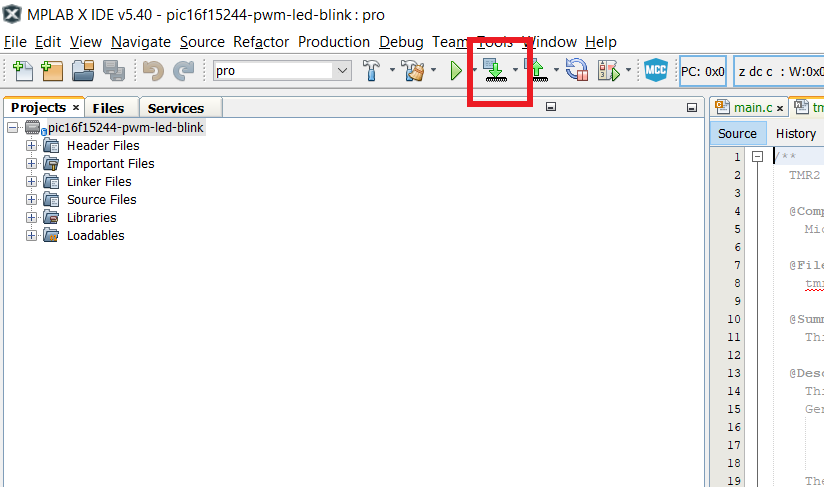 MPLAB X IDE v5.40 - pic16f15244-pwm-led-blink : pro
File Edit View Navigate Source Refactor Production Debug Team Tools Window Help
pro MCC PC: 0x0 z dc c : W:0x0
Projects × Files Services main.c ×
pic16f15244-pwm-led-blink Source History
Header Files
Important Files
Linker Files
Source Files
Libraries
Loadables
1 /**
2 TMR2
3
4 @Comp
5 Mic
6
7 @File
8
9
10 @Summ
11 Thi
12
13 @Desc
14 Thi
15 Gen
16
17
18
19 The